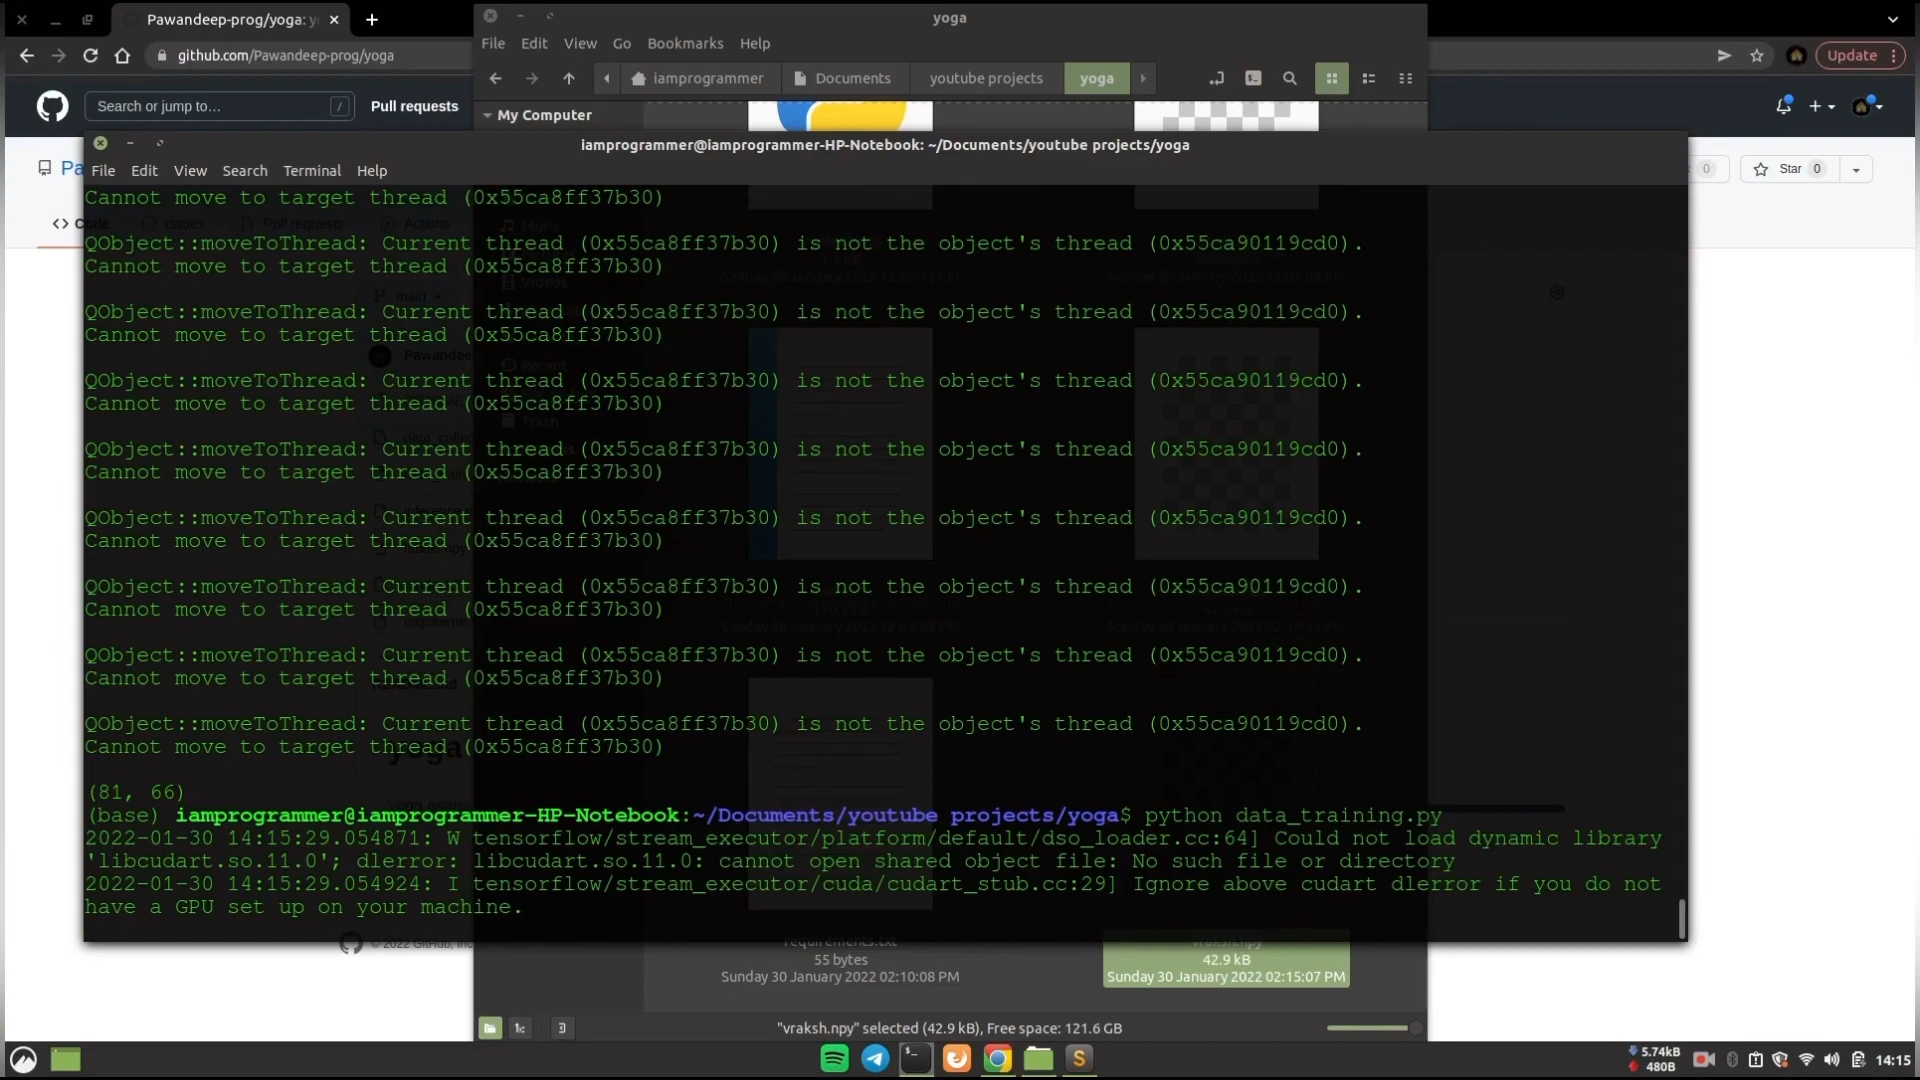 Pawandeep-prog/yoga: y
yoga
github.com/Pawandeep-prog/yoga
Update
File Edit View Go Bookmarks Help
iamprogrammer Documents youtube projects yoga
Search or jump to… /
Pull requests
My Computer
iamprogrammer@iamprogrammer-HP-Notebook: ~/Documents/youtube projects/yoga
Pa
0
Star 0
File Edit View Search Terminal Help
Code Issues Pull requests Actions
Cannot move to target thread (0x55ca8ff37b30)
QObject::moveToThread: Current thread (0x55ca8ff37b30) is not the object's thread (0x55ca90119cd0).
Cannot move to target thread (0x55ca8ff37b30)
QObject::moveToThread: Current thread (0x55ca8ff37b30) is not the object's thread (0x55ca90119cd0).
Cannot move to target thread (0x55ca8ff37b30)
QObject::moveToThread: Current thread (0x55ca8ff37b30) is not the object's thread (0x55ca90119cd0).
Cannot move to target thread (0x55ca8ff37b30)
QObject::moveToThread: Current thread (0x55ca8ff37b30) is not the object's thread (0x55ca90119cd0).
Cannot move to target thread (0x55ca8ff37b30)
QObject::moveToThread: Current thread (0x55ca8ff37b30) is not the object's thread (0x55ca90119cd0).
Cannot move to target thread (0x55ca8ff37b30)
QObject::moveToThread: Current thread (0x55ca8ff37b30) is not the object's thread (0x55ca90119cd0).
Cannot move to target thread (0x55ca8ff37b30)
QObject::moveToThread: Current thread (0x55ca8ff37b30) is not the object's thread (0x55ca90119cd0).
Cannot move to target thread (0x55ca8ff37b30)
QObject::moveToThread: Current thread (0x55ca8ff37b30) is not the object's thread (0x55ca90119cd0).
Cannot move to target thread (0x55ca8ff37b30)
(81, 66)
(base) iamprogrammer@iamprogrammer-HP-Notebook:~/Documents/youtube projects/yoga$ python data_training.py
2022-01-30 14:15:29.054871: W tensorflow/stream_executor/platform/default/dso_loader.cc:64] Could not load dynamic library
'libcudart.so.11.0'; dlerror: libcudart.so.11.0: cannot open shared object file: No such file or directory
2022-01-30 14:15:29.054924: I tensorflow/stream_executor/cuda/cudart_stub.cc:29] Ignore above cudart dlerror if you do not
have a GPU set up on your machine.
© 2022 GitHub, Inc
requirements.txt
55 bytes
Sunday 30 January 2022 02:10:08 PM
vraksh.npy
42.9 kB
Sunday 30 January 2022 02:15:07 PM
"vraksh.npy" selected (42.9 kB), Free space: 121.6 GB
5.74kB
480B
14:15